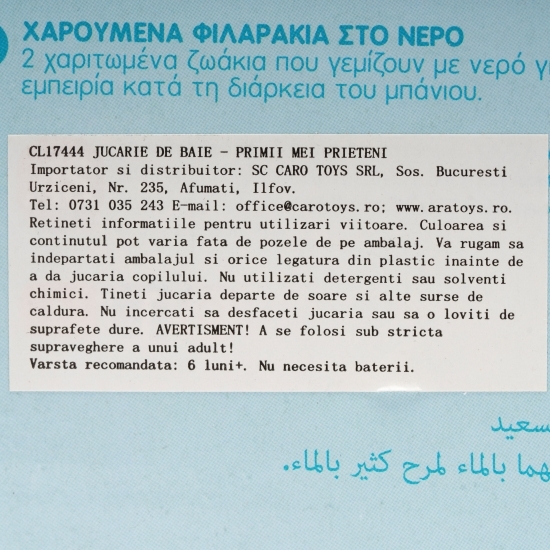 ΧΑΡΟΥΜΕΝΑ ΦΙΛΑΡΑΚΙΑ ΣΤΟ ΝΕΡΟ
2 χαριτωμένα ζωάκια που γεμίζουν με νερό
εμπειρία κατά τη διάρκεια του μπάνιου.
CL17444 JUCARIE DE BAIE - PRIMII MEI PRIETENI
Importator si distribuitor: SC CARO TOYS SRL, Sos. Bucuresti
Urziceni, Nr. 235, Afumati, Ilfov.
Tel: 0731 035 243 E-mail: office@carotoys.ro; www.aratoys.ro.
Retineti informatiile pentru utilizari viitoare. Culoarea si
continutul pot varia fata de pozele de pe ambalaj. Va rugam sa
indepartati ambalajul si orice legatura din plastic inainte de
a da jucaria copilului. Nu utilizati detergenti sau solventi
chimici. Tineti jucaria departe de soare si alte surse de
caldura. Nu incercati sa desfaceti jucaria sau sa o loviti de
suprafete dure. AVERTISMENT! A se folosi sub stricta
supraveghere a unui adult!
Varsta recomandata: 6 luni+. Nu necesita baterii.
بالماء لمرح كثير بالماء.